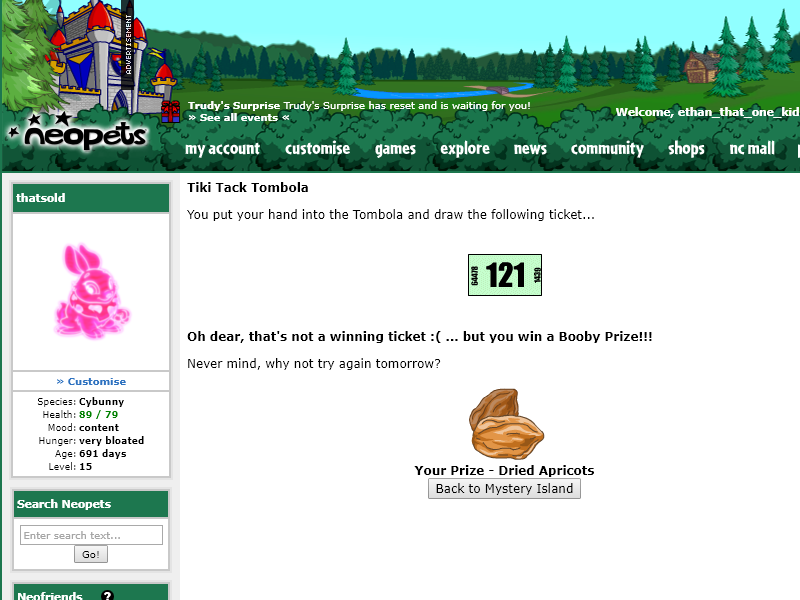 ADVERTISEMENT
Trudy's Surprise Trudy's Surprise has reset and is waiting for you!
» See all events «
Welcome, ethan_that_one_kid
neopets
my account customise games explore news community shops nc mall
thatsold
» Customise
Species: Cybunny
Health: 89 / 79
Mood: content
Hunger: very bloated
Age: 691 days
Level: 15
Search Neopets
Enter search text...
Go!
Neofriends ?
Tiki Tack Tombola
You put your hand into the Tombola and draw the following ticket...
64478 121 1439
Oh dear, that's not a winning ticket :( ... but you win a Booby Prize!!!
Never mind, why not try again tomorrow?
Your Prize - Dried Apricots
Back to Mystery Island